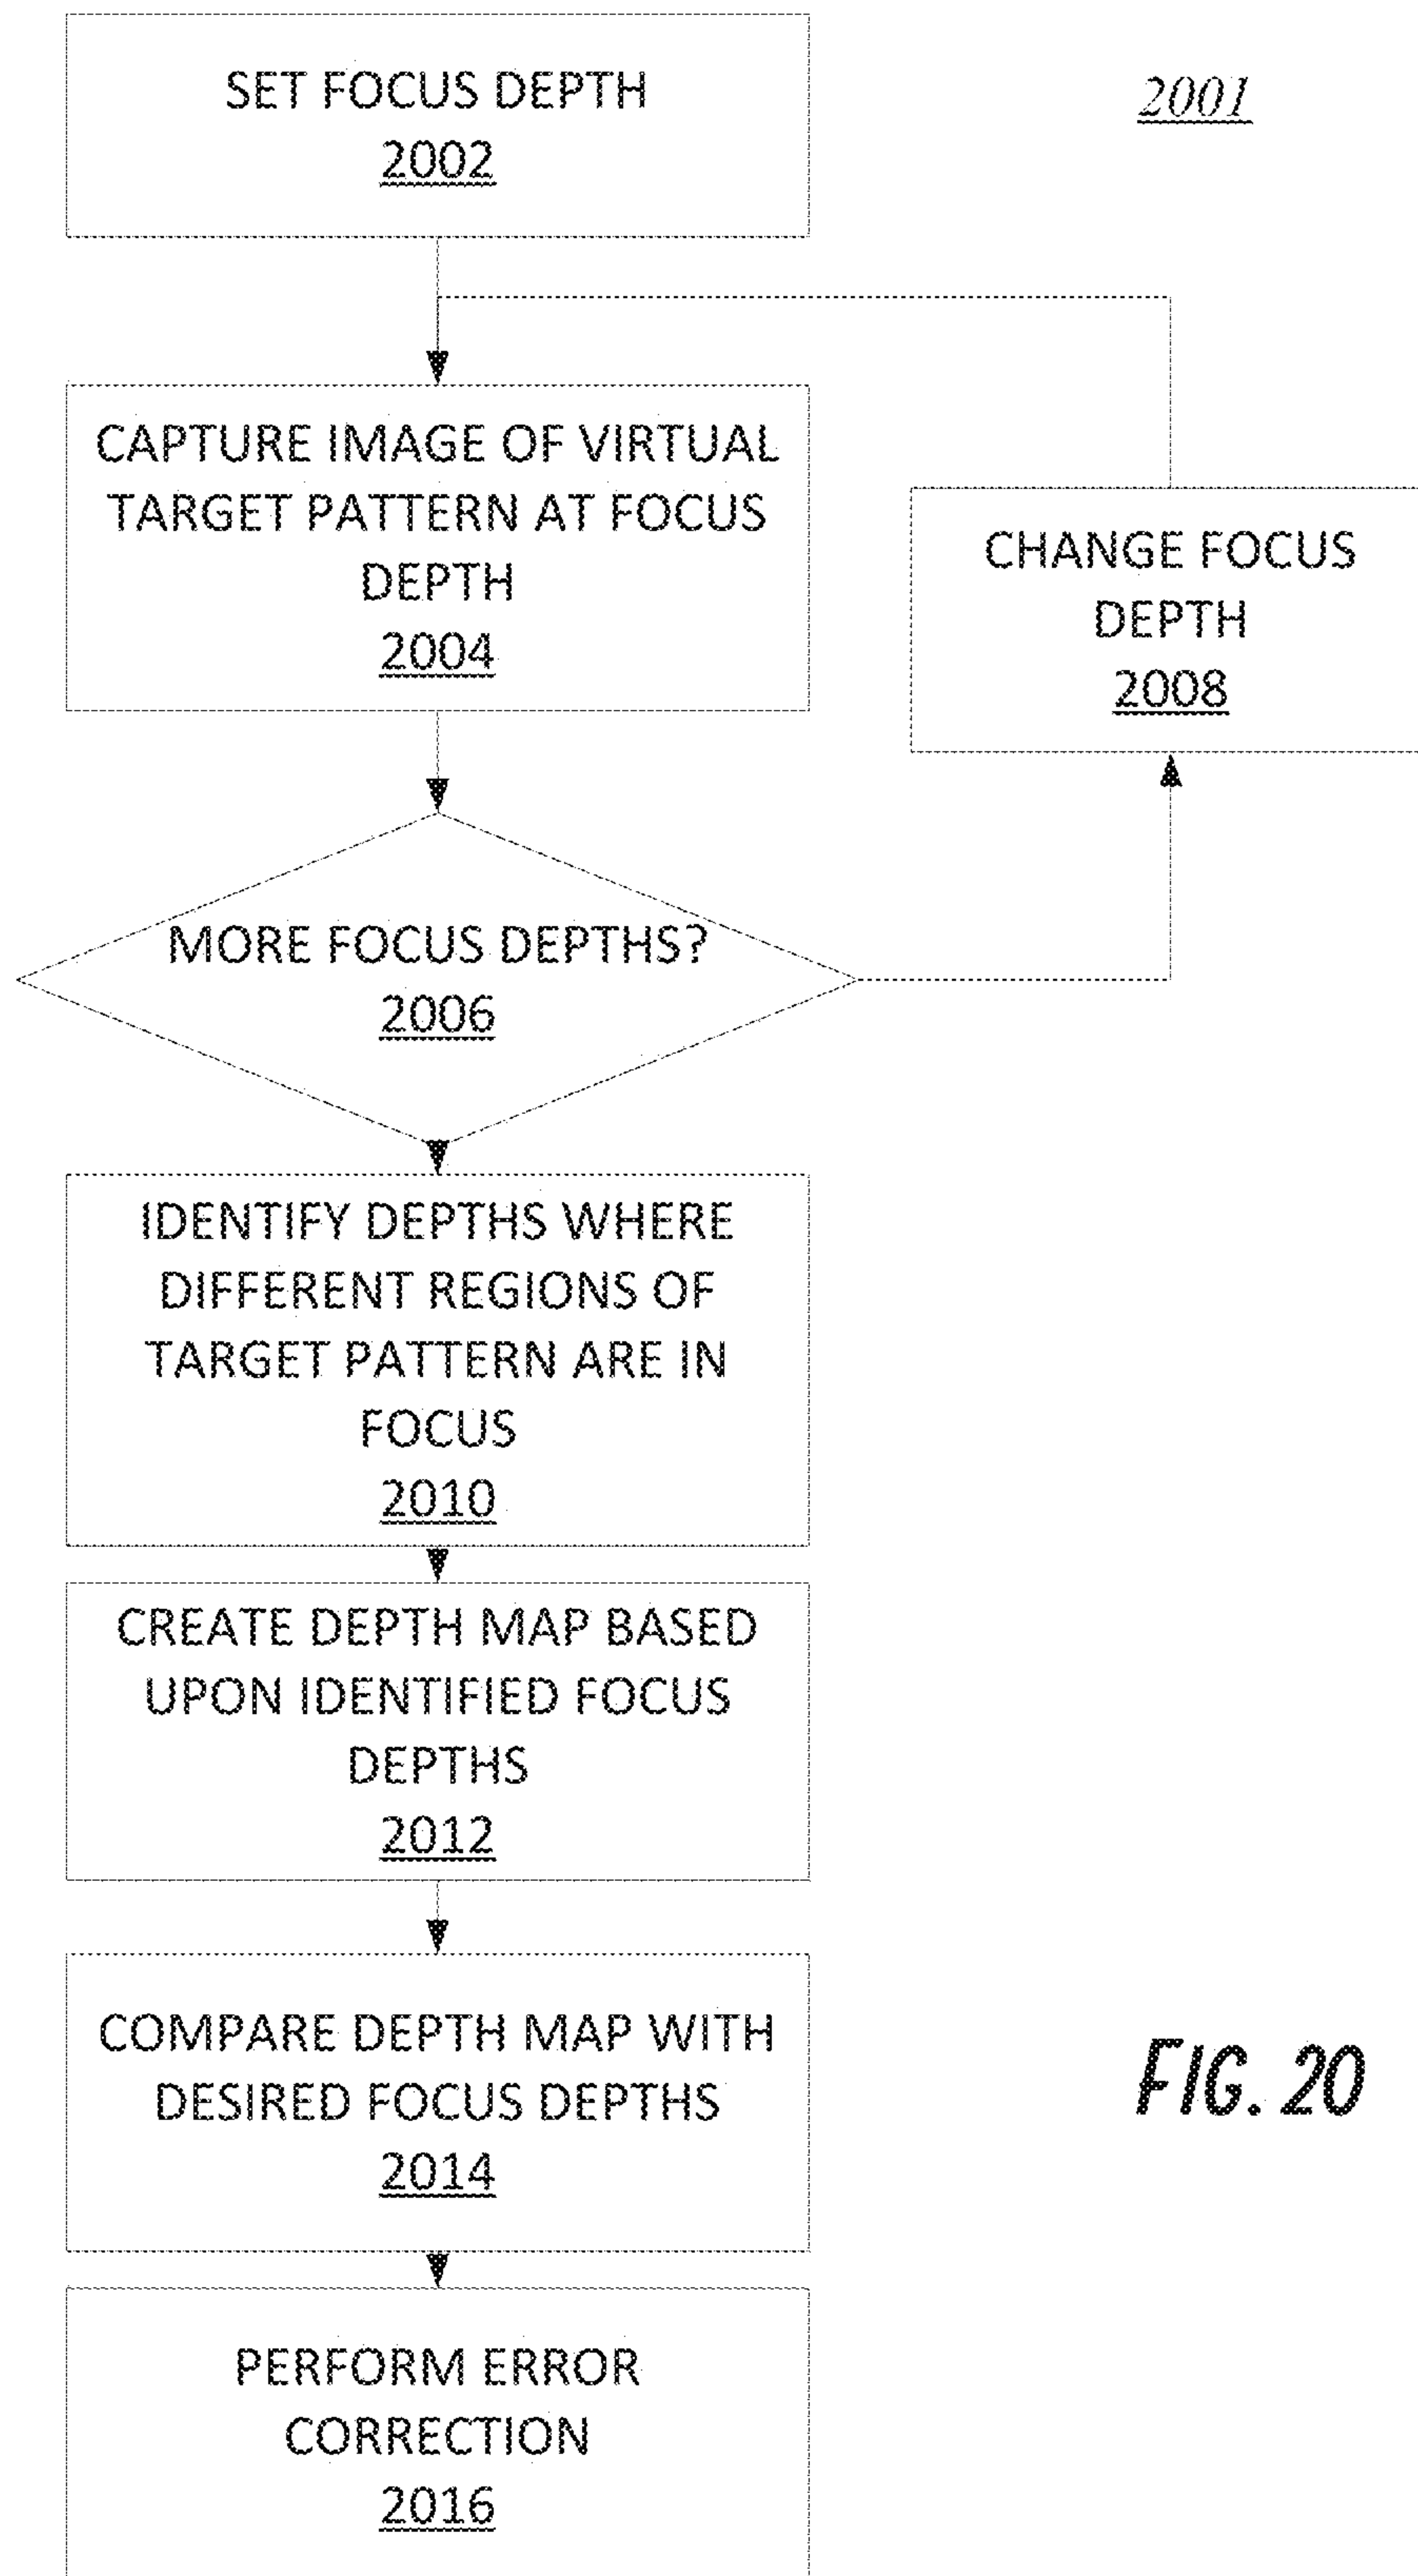 SET FOCUS DEPTH
2002
2001
CAPTURE IMAGE OF VIRTUAL
TARGET PATTERN AT FOCUS
DEPTH
2004
CHANGE FOCUS
DEPTH
2008
MORE FOCUS DEPTHS?
2006
IDENTIFY DEPTHS WHERE
DIFFERENT REGIONS OF
TARGET PATTERN ARE IN
FOCUS
2010
CREATE DEPTH MAP BASED
UPON IDENTIFIED FOCUS
DEPTHS
2012
COMPARE DEPTH MAP WITH
DESIRED FOCUS DEPTHS
2014
FIG. 20
PERFORM ERROR
CORRECTION
2016